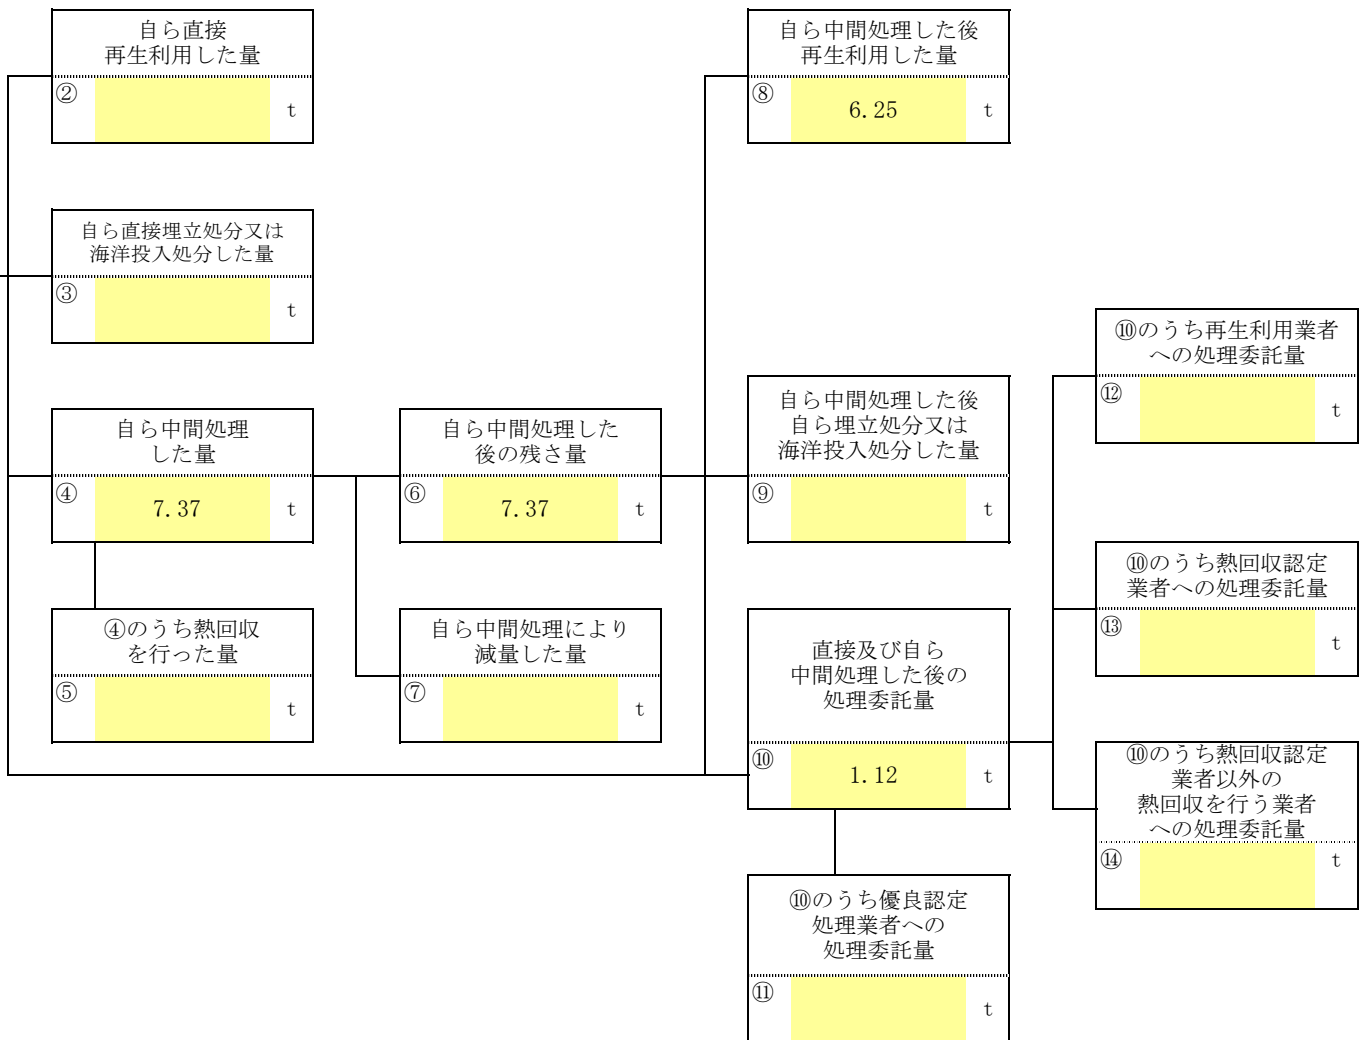 自ら直接
再生利用した量
②
t
自ら中間処理した後
再生利用した量
⑧
6.25
t
自ら直接埋立処分又は
海洋投入処分した量
③
t
⑩のうち再生利用業者
への処理委託量
⑫
t
自ら中間処理
した量
④
7.37
t
自ら中間処理した
後の残さ量
⑥
7.37
t
自ら中間処理した後
自ら埋立処分又は
海洋投入処分した量
⑨
t
⑩のうち熱回収認定
業者への処理委託量
⑬
t
④のうち熱回収
を行った量
⑤
t
自ら中間処理により
減量した量
⑦
t
直接及び自ら
中間処理した後の
処理委託量
⑩
1.12
t
⑩のうち熱回収認定
業者以外の
熱回収を行う業者
への処理委託量
⑭
t
⑩のうち優良認定
処理業者への
処理委託量
⑪
t